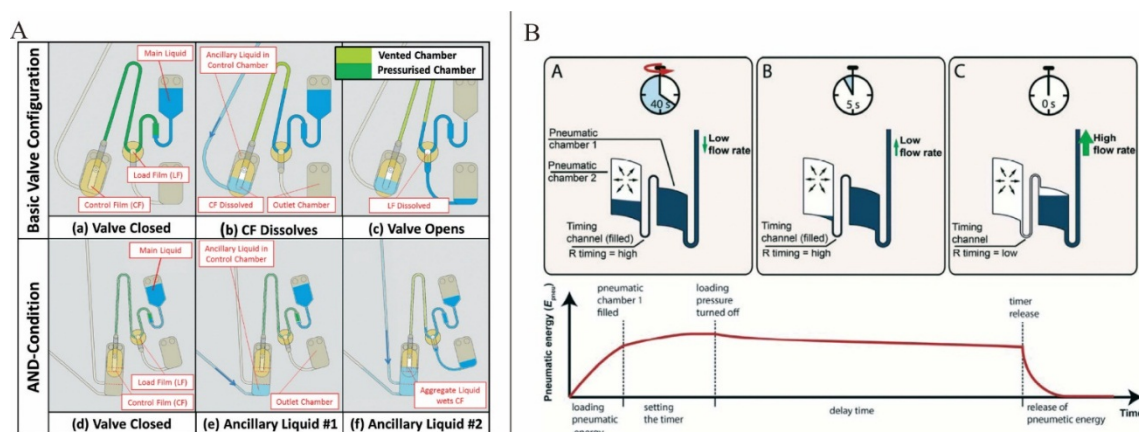 A
Basic Valve Configuration
Main Liquid
Load Film (LF)
Control Film (CF)
(a) Valve Closed
Ancillary Liquid in
Control Chamber
CF Dissolved
Outlet Chamber
(b) CF Dissolves
Vented Chamber
Pressurised Chamber
LF Dissolved
(c) Valve Opens
AND-Condition
Main Liquid
Load Film (LF)
Control Film (CF)
(d) Valve Closed
Ancillary Liquid in
Control Chamber
Outlet Chamber
(e) Ancillary Liquid #1
Aggregate Liquid
wets CF
(f) Ancillary Liquid #2
B
A
40 s
Pneumatic
chamber 1
Pneumatic
chamber 2
Low
flow rate
Timing
channel (filled)
R timing = high
B
5 s
Low
flow rate
Timing
channel (filled)
R timing = high
C
0 s
High
flow rate
Timing
channel
R timing = low
Pneumatic energy (Epneu)
pneumatic
chamber 1
filled
loading
pressure
turned off
timer
release
Time
loading
pneumatic
setting
the timer
delay time
release of
pneumetic energy